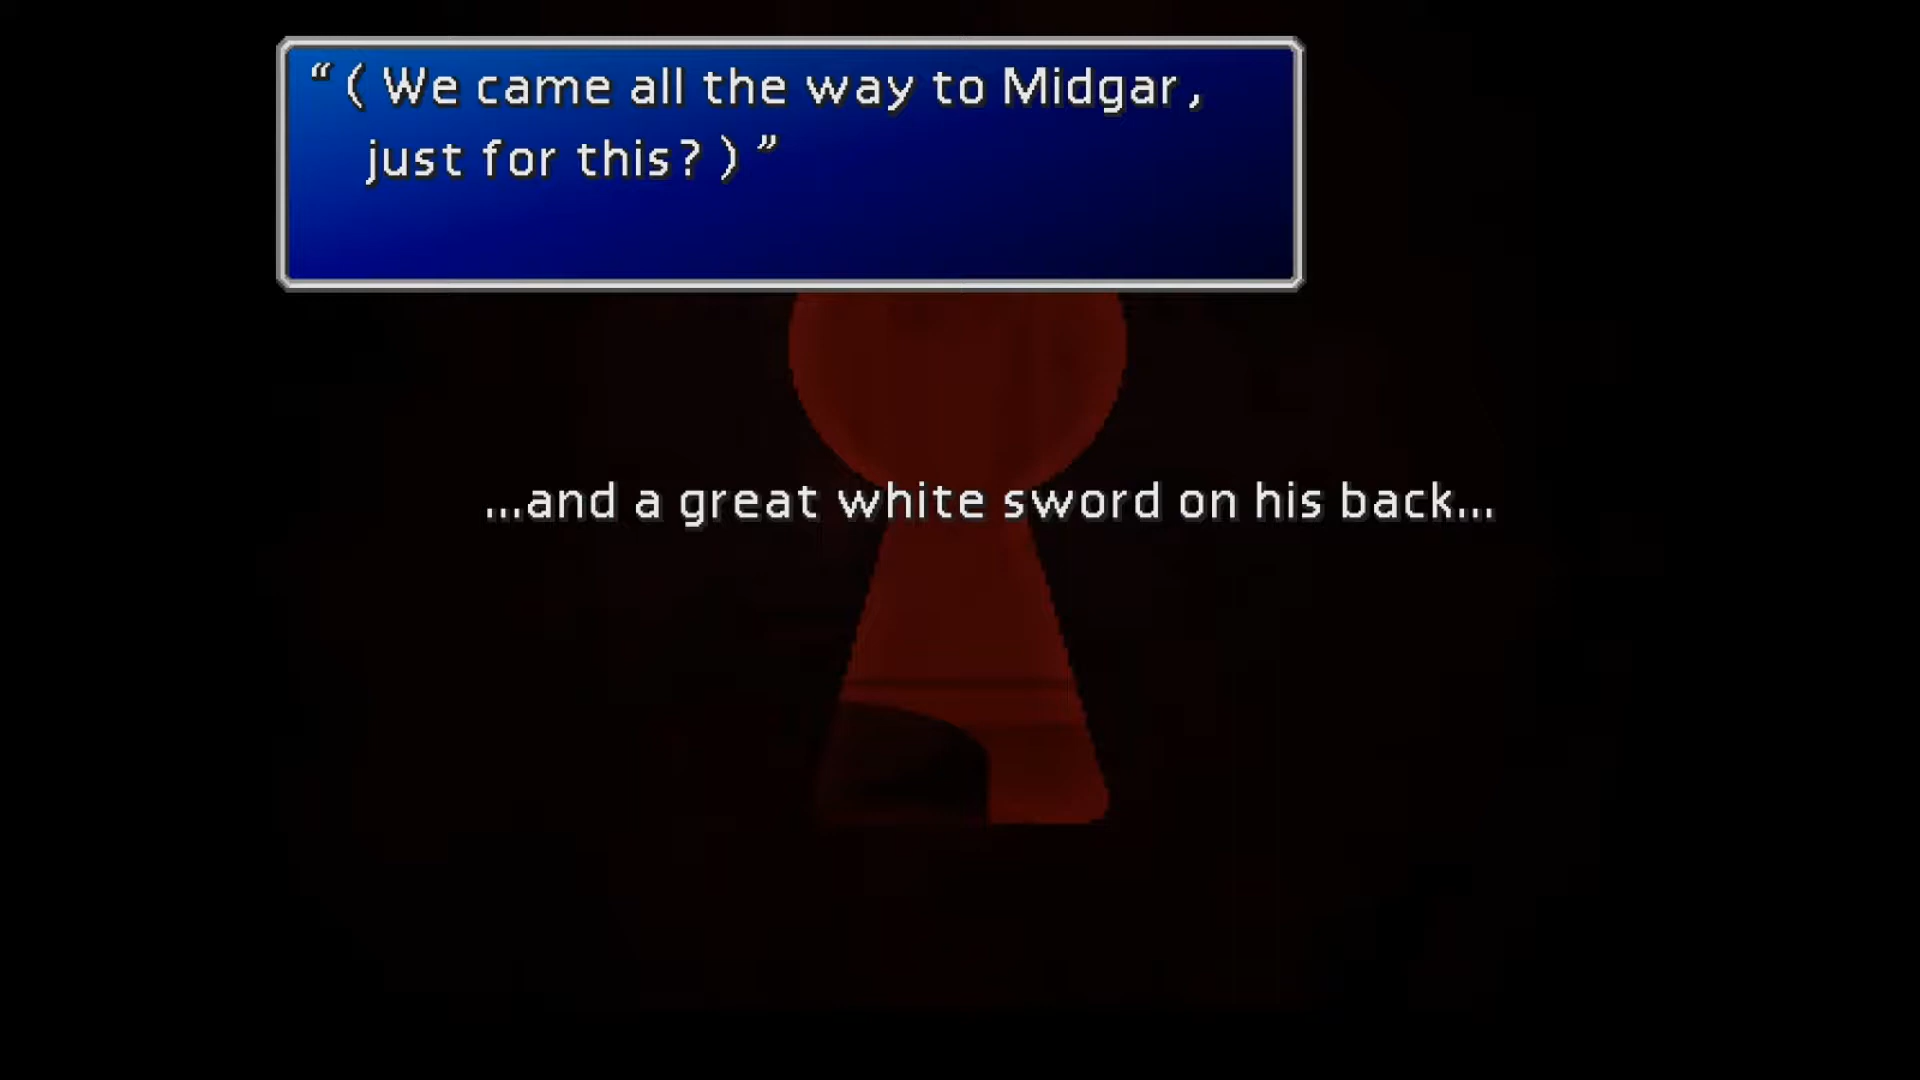 “( We came all the way to Midgar,
just for this? )”
...and a great white sword on his back...